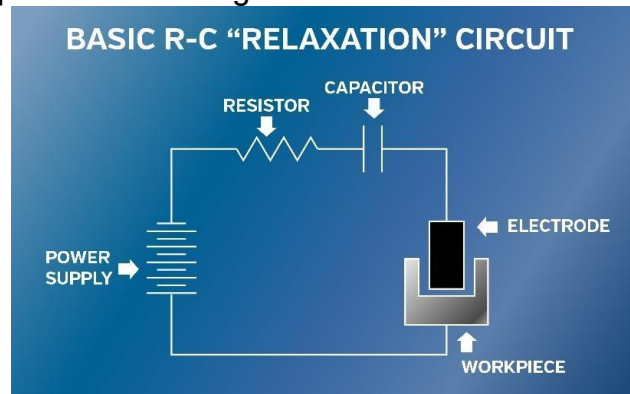 BASIC R-C “RELAXATION” CIRCUIT
CAPACITOR
RESISTOR
ELECTRODE
POWER
SUPPLY
WORKPIECE